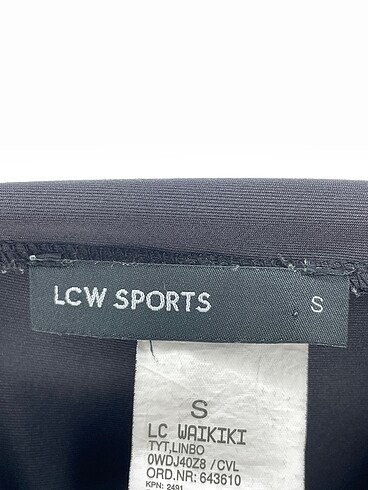 LCW SPORTS S
S
LC WAIKIKI
TYT,LINBO
0WDJ40Z8 /CVL
ORD.NR: 643610
KPN: 2491